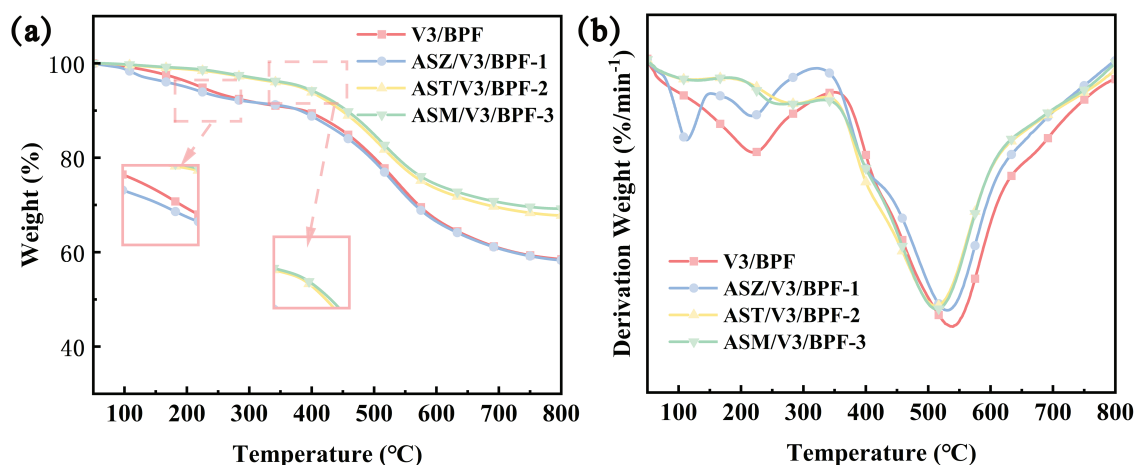 (a)
V3/BPF
ASZ/V3/BPF-1
AST/V3/BPF-2
ASM/V3/BPF-3
100
80
60
40
Weight (%)
100 200 300 400 500 600 700 800
Temperature (℃)
(b)
V3/BPF
ASZ/V3/BPF-1
AST/V3/BPF-2
ASM/V3/BPF-3
Derivation Weight (%/min⁻¹)
100 200 300 400 500 600 700 800
Temperature (℃)